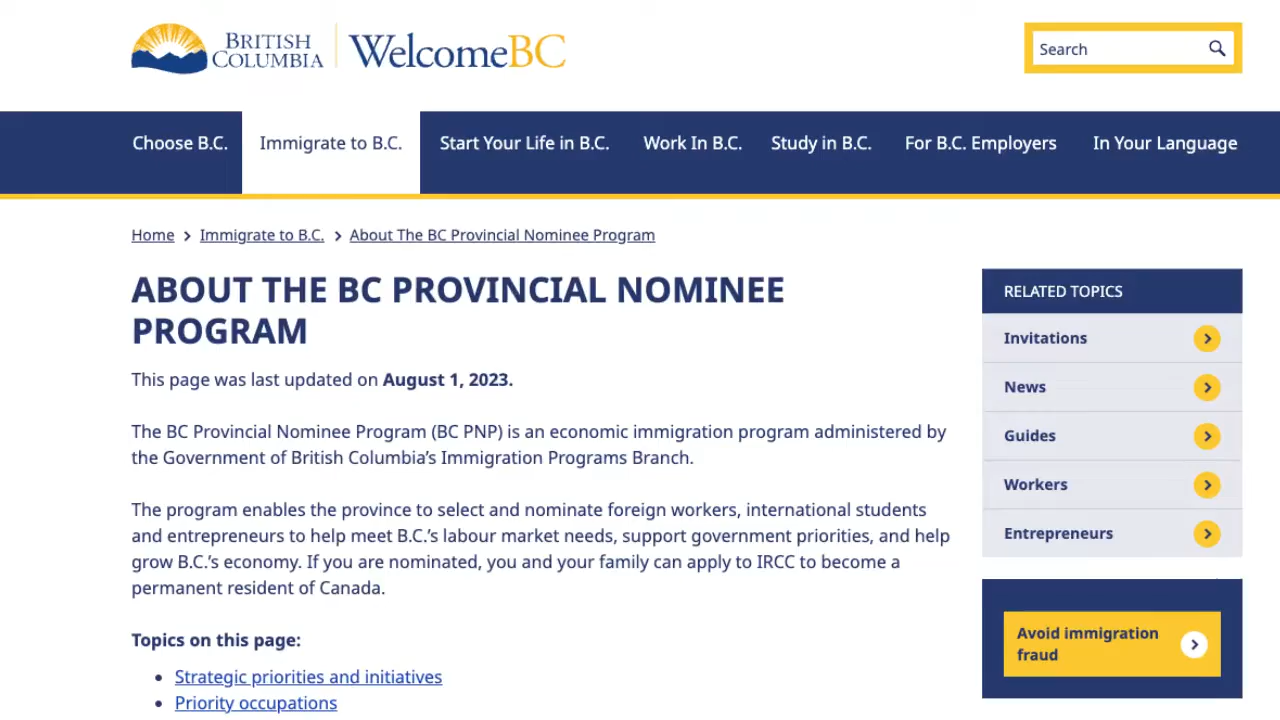 BRITISH
COLUMBIA
WelcomeBC
Search
Choose B.C.
Immigrate to B.C.
Start Your Life in B.C.
Work In B.C.
Study in B.C.
For B.C. Employers
In Your Language
Home > Immigrate to B.C. > About The BC Provincial Nominee Program
ABOUT THE BC PROVINCIAL NOMINEE
PROGRAM
This page was last updated on August 1, 2023.
The BC Provincial Nominee Program (BC PNP) is an economic immigration program administered by
the Government of British Columbia’s Immigration Programs Branch.
The program enables the province to select and nominate foreign workers, international students
and entrepreneurs to help meet B.C.’s labour market needs, support government priorities, and help
grow B.C.’s economy. If you are nominated, you and your family can apply to IRCC to become a
permanent resident of Canada.
Topics on this page:
• Strategic priorities and initiatives
• Priority occupations
RELATED TOPICS
Invitations
News
Guides
Workers
Entrepreneurs
Avoid immigration
fraud